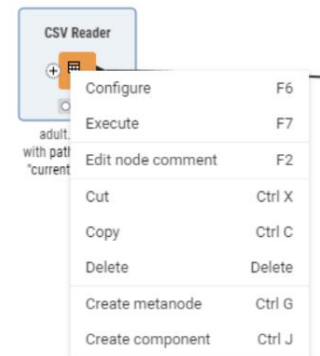 CSV Reader
Configure F6
Execute F7
Edit node comment F2
Cut Ctrl X
Copy Ctrl C
Delete Delete
Create metanode Ctrl G
Create component Ctrl J
adult.
with path
"current